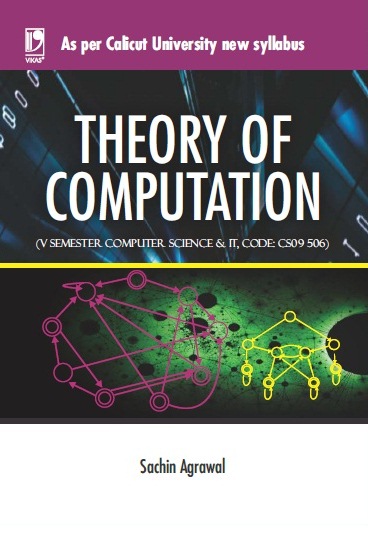 VIKAS®
As per Calicut University new syllabus
THEORY OF
COMPUTATION
(V SEMESTER COMPUTER SCIENCE & IT, CODE: CS09 506)
Sachin Agrawal